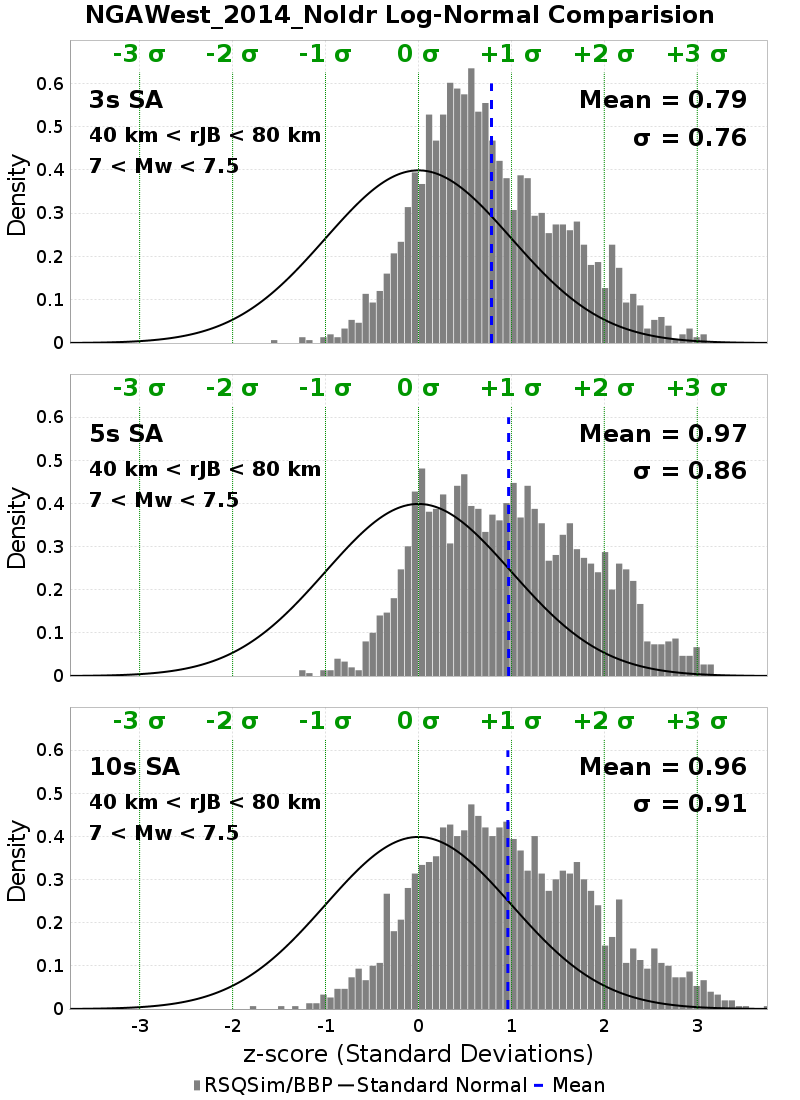 NGAWest_2014_NoIdr Log-Normal Comparision
-3 σ -2 σ -1 σ 0 σ +1 σ +2 σ +3 σ
3s SA Mean = 0.79
40 km < rJB < 80 km σ = 0.76
7 < Mw < 7.5
0.6
0.5
0.4
0.3
0.2
0.1
0
Density
-3 σ -2 σ -1 σ 0 σ +1 σ +2 σ +3 σ
5s SA Mean = 0.97
40 km < rJB < 80 km σ = 0.86
7 < Mw < 7.5
0.6
0.5
0.4
0.3
0.2
0.1
0
Density
-3 σ -2 σ -1 σ 0 σ +1 σ +2 σ +3 σ
10s SA Mean = 0.96
40 km < rJB < 80 km σ = 0.91
7 < Mw < 7.5
0.6
0.5
0.4
0.3
0.2
0.1
0
Density
-3 -2 -1 0 1 2 3
z-score (Standard Deviations)
RSQSim/BBP Standard Normal Mean